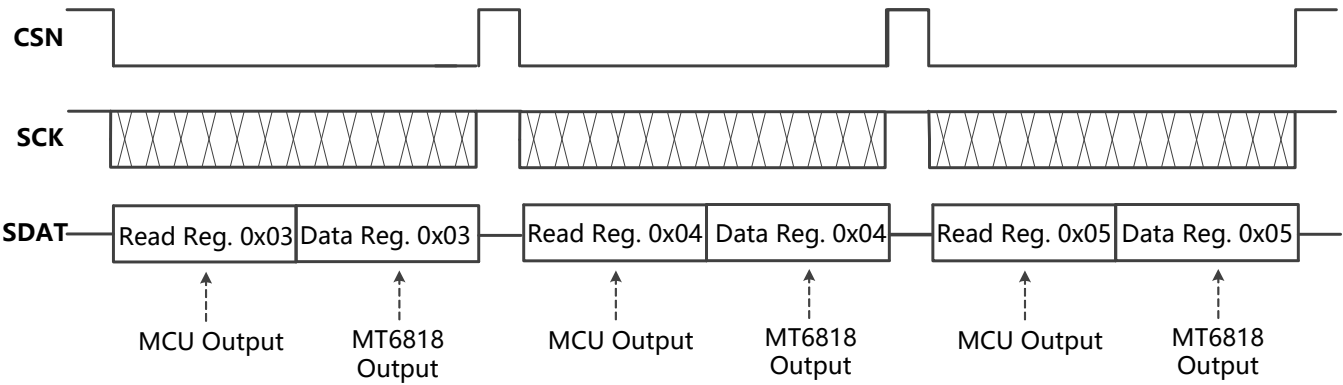 CSN
SCK
SDAT
Read Reg. 0x03 Data Reg. 0x03 Read Reg. 0x04 Data Reg. 0x04 Read Reg. 0x05 Data Reg. 0x05
MCU Output
MT6818
Output
MCU Output
MT6818
Output
MCU Output
MT6818
Output